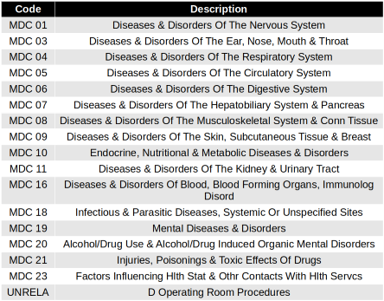 Code Description
MDC 01 Diseases & Disorders Of The Nervous System
MDC 03 Diseases & Disorders Of The Ear, Nose, Mouth & Throat
MDC 04 Diseases & Disorders Of The Respiratory System
MDC 05 Diseases & Disorders Of The Circulatory System
MDC 06 Diseases & Disorders Of The Digestive System
MDC 07 Diseases & Disorders Of The Hepatobiliary System & Pancreas
MDC 08 Diseases & Disorders Of The Musculoskeletal System & Conn Tissue
MDC 09 Diseases & Disorders Of The Skin, Subcutaneous Tissue & Breast
MDC 10 Endocrine, Nutritional & Metabolic Diseases & Disorders
MDC 11 Diseases & Disorders Of The Kidney & Urinary Tract
MDC 16 Diseases & Disorders Of Blood, Blood Forming Organs, Immunolog
Disord
MDC 18 Infectious & Parasitic Diseases, Systemic Or Unspecified Sites
MDC 19 Mental Diseases & Disorders
MDC 20 Alcohol/Drug Use & Alcohol/Drug Induced Organic Mental Disorders
MDC 21 Injuries, Poisonings & Toxic Effects Of Drugs
MDC 23 Factors Influencing Hlth Stat & Othr Contacts With Hlth Servcs
UNRELA D Operating Room Procedures